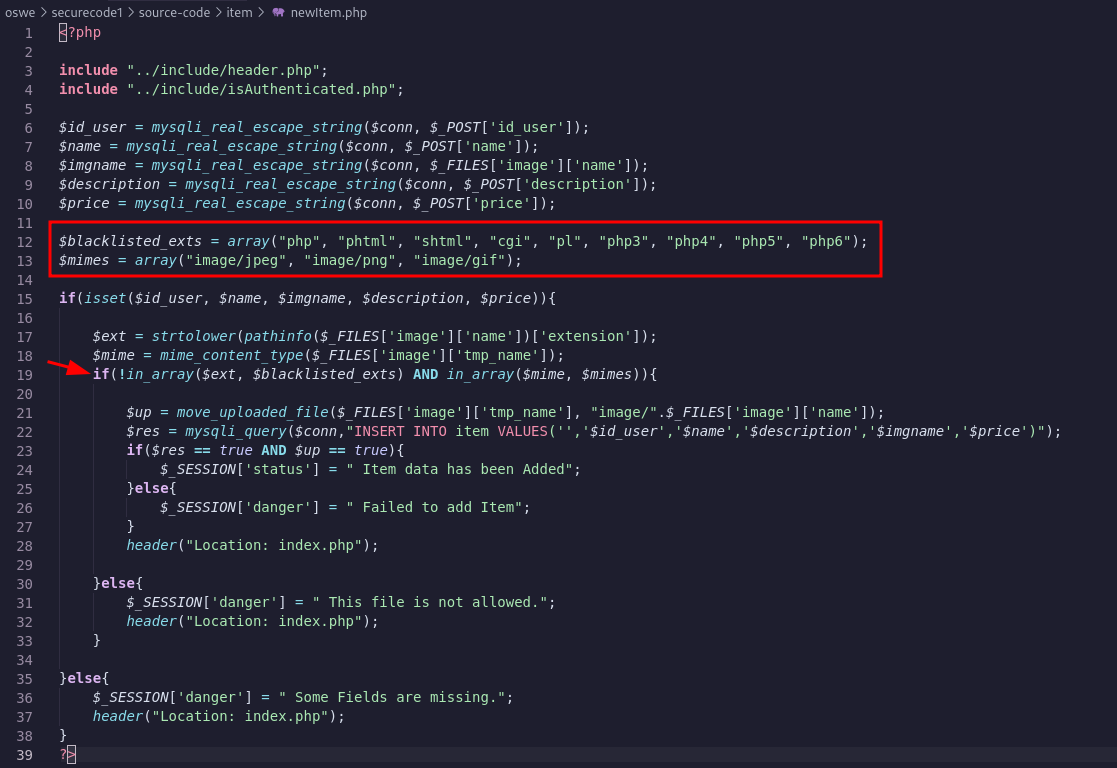 oswe > securecode1 > source-code > item > newItem.php
1 <?php
2
3 include "../include/header.php";
4 include "../include/isAuthenticated.php";
5
6 $id_user = mysqli_real_escape_string($conn, $_POST['id_user']);
7 $name = mysqli_real_escape_string($conn, $_POST['name']);
8 $imgname = mysqli_real_escape_string($conn, $_FILES['image']['name']);
9 $description = mysqli_real_escape_string($conn, $_POST['description']);
10 $price = mysqli_real_escape_string($conn, $_POST['price']);
11
12 $blacklisted_exts = array("php", "phtml", "shtml", "cgi", "pl", "php3", "php4", "php5", "php6");
13 $mimes = array("image/jpeg", "image/png", "image/gif");
14
15 if(isset($id_user, $name, $imgname, $description, $price)){
16
17     $ext = strtolower(pathinfo($_FILES['image']['name'])['extension']);
18     $mime = mime_content_type($_FILES['image']['tmp_name']);
19     if(!in_array($ext, $blacklisted_exts) AND in_array($mime, $mimes)){
20
21         $up = move_uploaded_file($_FILES['image']['tmp_name'], "image/".$_FILES['image']['name']);
22         $res = mysqli_query($conn,"INSERT INTO item VALUES('','$id_user','$name','$description','$imgname','$price')");
23         if($res == true AND $up == true){
24             $_SESSION['status'] = " Item data has been Added";
25         }else{
26             $_SESSION['danger'] = " Failed to add Item";
27         }
28         header("Location: index.php");
29
30     }else{
31         $_SESSION['danger'] = " This file is not allowed.";
32         header("Location: index.php");
33     }
34
35 }else{
36     $_SESSION['danger'] = " Some Fields are missing.";
37     header("Location: index.php");
38 }
39 ?>